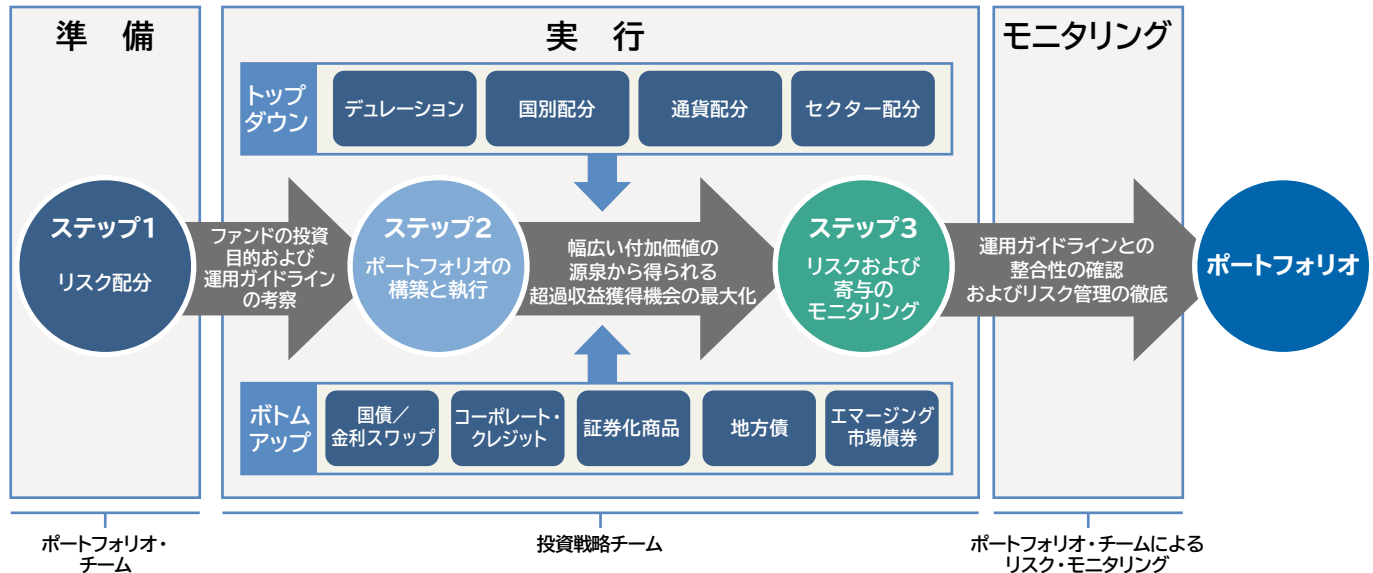 準　備
実　行
モニタリング
トップ
ダウン
デュレーション
国別配分
通貨配分
セクター配分
ステップ1
リスク配分
ファンドの投資
目的および
運用ガイドライン
の考察
ステップ2
ポートフォリオの
構築と執行
幅広い付加価値の
源泉から得られる
超過収益獲得機会の最大化
ステップ3
リスクおよび
寄与の
モニタリング
運用ガイドラインとの
整合性の確認
およびリスク管理の徹底
ポートフォリオ
ボトム
アップ
国債／
金利スワップ
コーポレート・
クレジット
証券化商品
地方債
エマージング
市場債券
ポートフォリオ・
チーム
投資戦略チーム
ポートフォリオ・チームによる
リスク・モニタリング